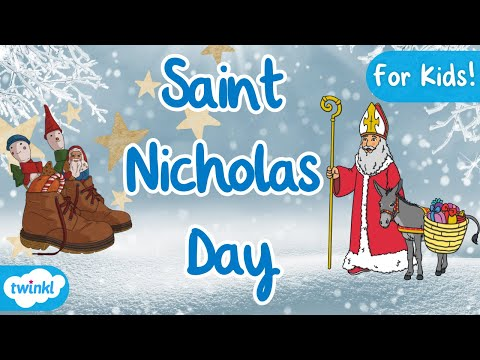 Saint
For Kids!
Nicholas
Day
twinkl